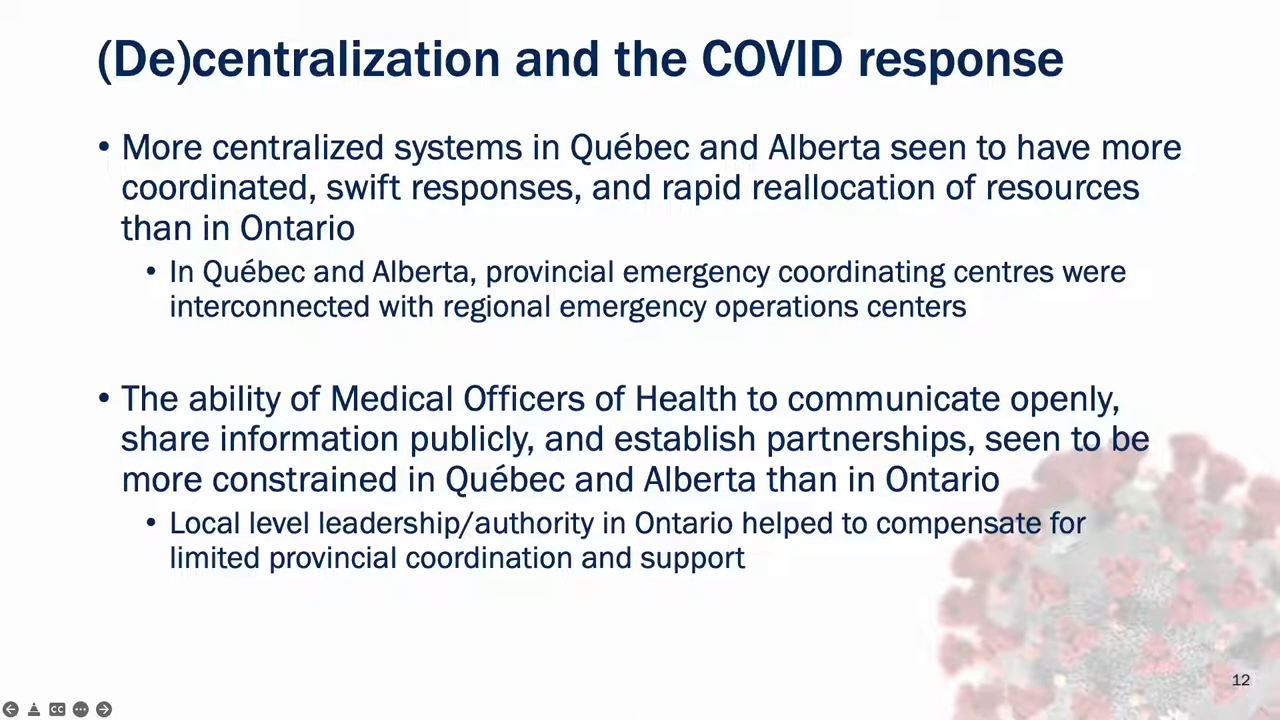 (De)centralization and the COVID response
• More centralized systems in Québec and Alberta seen to have more
coordinated, swift responses, and rapid reallocation of resources
than in Ontario
• In Québec and Alberta, provincial emergency coordinating centres were
interconnected with regional emergency operations centers
• The ability of Medical Officers of Health to communicate openly,
share information publicly, and establish partnerships, seen to be
more constrained in Québec and Alberta than in Ontario
• Local level leadership/authority in Ontario helped to compensate for
limited provincial coordination and support
12
CC